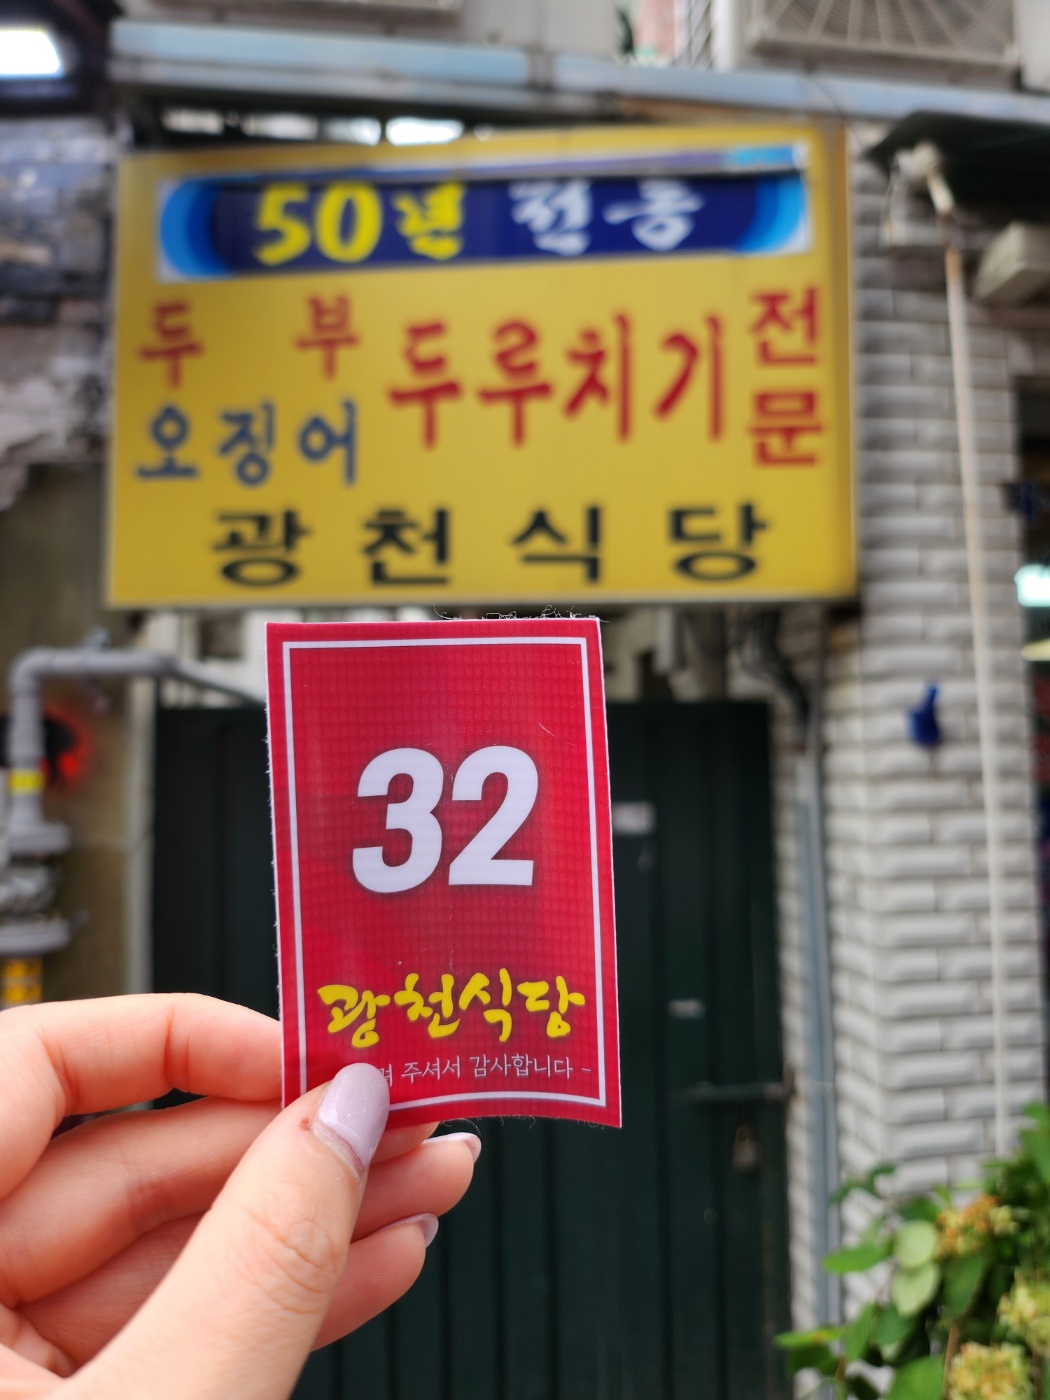 50년 전통
두 부
오징어
두루치기
전문
광천식당
32
광천식당
주셔서 감사합니다 -